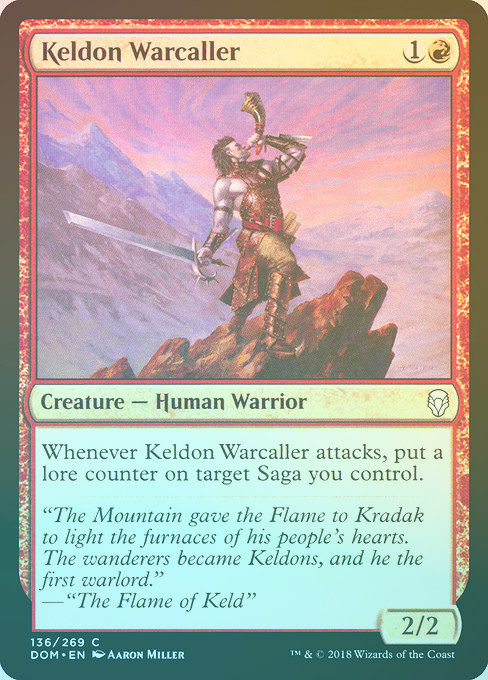 Keldon Warcaller 1
Creature — Human Warrior
Whenever Keldon Warcaller attacks, put a
lore counter on target Saga you control.
“The Mountain gave the Flame to Kradak
to light the furnaces of his people’s hearts.
The wanderers became Keldons, and he the
first warlord.”
—“The Flame of Keld”
2/2
136/269 C
DOM • EN Aaron Miller
™ & © 2018 Wizards of the Coast